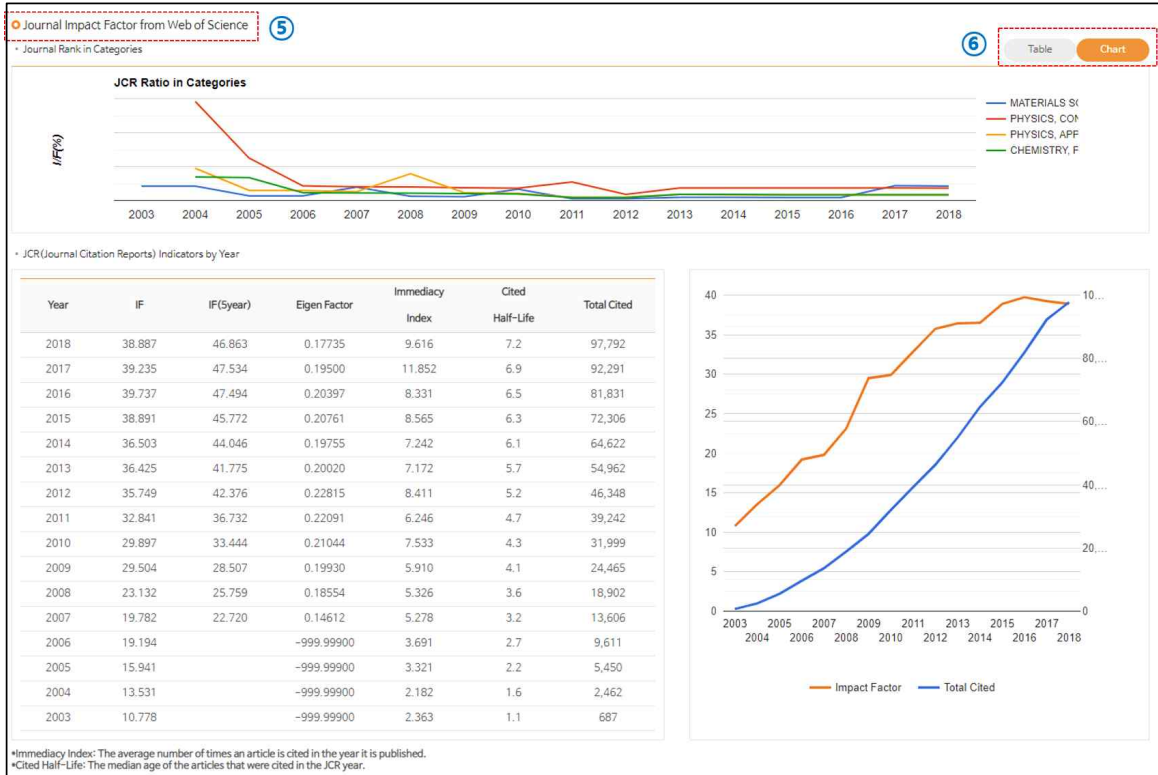 Journal Impact Factor from Web of Science
⑤
• Journal Rank in Categories
⑥
Table Chart
JCR Ratio in Categories
I/F(%)
MATERIALS SC
PHYSICS, CON
PHYSICS, APF
CHEMISTRY, F
2003 2004 2005 2006 2007 2008 2009 2010 2011 2012 2013 2014 2015 2016 2017 2018
• JCR(Journal Citation Reports) Indicators by Year
Year IF IF(5year) Eigen Factor Immediacy Index Cited Half-Life Total Cited
2018 38.887 46.863 0.17735 9.616 7.2 97,792
2017 39.235 47.534 0.19500 11.852 6.9 92,291
2016 39.737 47.494 0.20397 8.331 6.5 81,831
2015 38.891 45.772 0.20761 8.565 6.3 72,306
2014 36.503 44.046 0.19755 7.242 6.1 64,622
2013 36.425 41.775 0.20020 7.172 5.7 54,962
2012 35.749 42.376 0.22815 8.411 5.2 46,348
2011 32.841 36.732 0.22091 6.246 4.7 39,242
2010 29.897 33.444 0.21044 7.533 4.3 31,999
2009 29.504 28.507 0.19930 5.910 4.1 24,465
2008 23.132 25.759 0.18554 5.326 3.6 18,902
2007 19.782 22.720 0.14612 5.278 3.2 13,606
2006 19.194 -999.99900 3.691 2.7 9,611
2005 15.941 -999.99900 3.321 2.2 5,450
2004 13.531 -999.99900 2.182 1.6 2,462
2003 10.778 -999.99900 2.363 1.1 687
40 10...
35
80,...
30
25
60,...
20
40,...
15
10
20,...
5
0 0
2003 2005 2007 2009 2011 2013 2015 2017
2004 2006 2008 2010 2012 2014 2016 2018
Impact Factor Total Cited
*Immediacy Index: The average number of times an article is cited in the year it is published.
*Cited Half-Life: The median age of the articles that were cited in the JCR year.